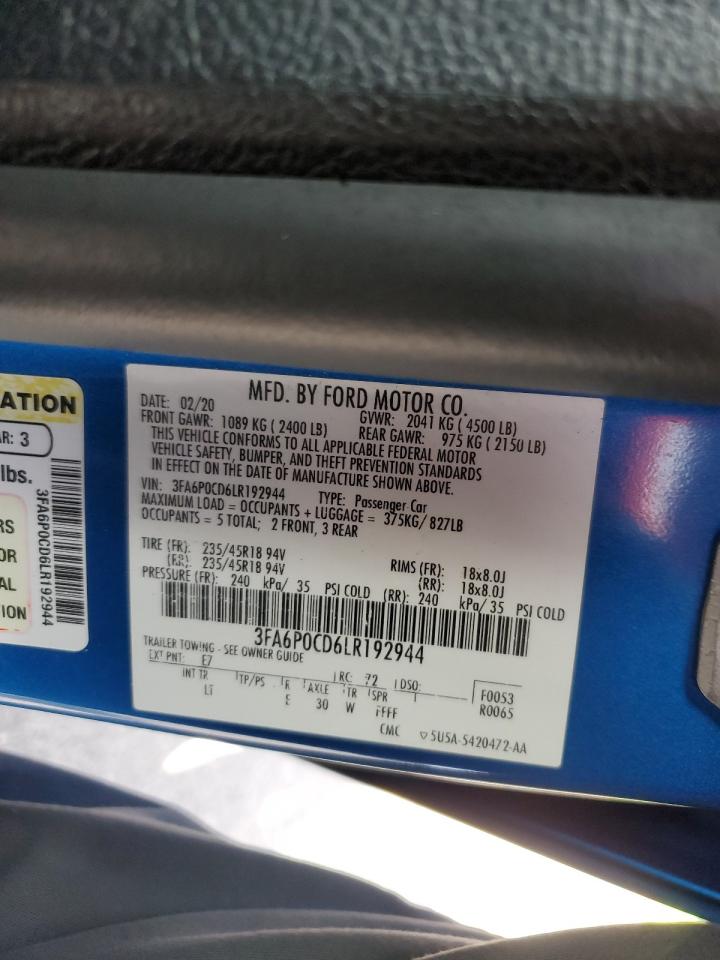 ATION
AR: 3
lbs.
RS
OR
AL
ION
3FA6P0CD6LR192944
MFD. BY FORD MOTOR CO.
DATE: 02/20 GVWR: 2041 KG ( 4500 LB)
FRONT GAWR: 1089 KG ( 2400 LB) REAR GAWR: 975 KG ( 2150 LB)
THIS VEHICLE CONFORMS TO ALL APPLICABLE FEDERAL MOTOR
VEHICLE SAFETY, BUMPER, AND THEFT PREVENTION STANDARDS
IN EFFECT ON THE DATE OF MANUFACTURE SHOWN ABOVE.
VIN: 3FA6P0CD6LR192944 TYPE: Passenger Car
MAXIMUM LOAD = OCCUPANTS + LUGGAGE = 375KG/ 827LB
OCCUPANTS = 5 TOTAL; 2 FRONT, 3 REAR
TIRE (FR): 235/45R18 94V RIMS (FR): 18x8.0J
(RR): 235/45R18 94V (RR): 18x8.0J
PRESSURE (FR): 240 kPa/ 35 PSI COLD (RR): 240 kPa/ 35 PSI COLD
3FA6P0CD6LR192944
TRAILER TOWING - SEE OWNER GUIDE
EXT PNT: E7 RC: 72 DSO:
INT TR TP/PS R AXLE TR SPR F0053
LT E 30 W FFFF R0065
CMC ▽ 5U5A-5420472-AA